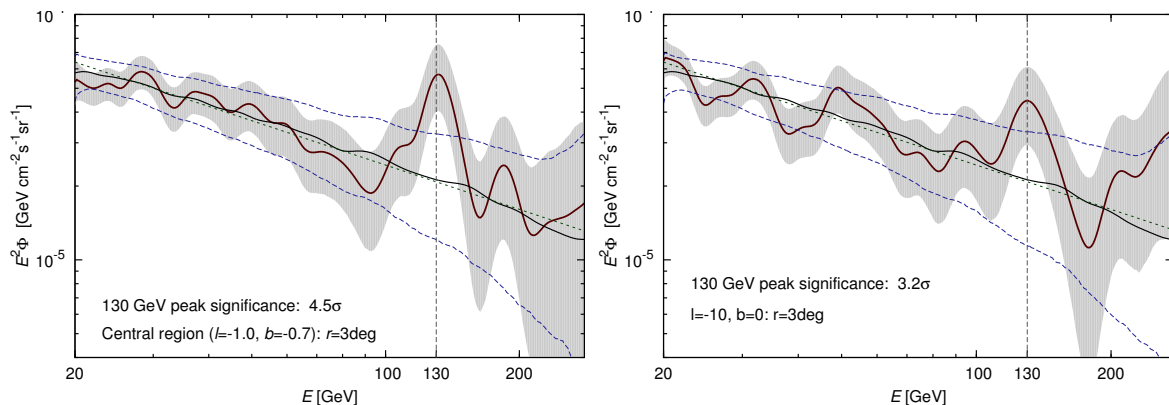 10⁻
E²Φ [GeV cm⁻²s⁻¹sr⁻¹]
10⁻⁵
130 GeV peak significance: 4.5σ
Central region (l=-1.0, b=-0.7): r=3deg
20 100 130 200
E [GeV]
10⁻
E²Φ [GeV cm⁻²s⁻¹sr⁻¹]
10⁻⁵
130 GeV peak significance: 3.2σ
l=-10, b=0: r=3deg
20 100 130 200
E [GeV]